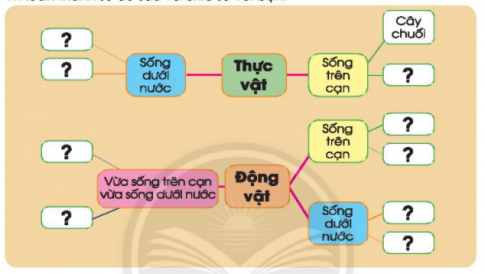 ?
?
Sống
dưới
nước
Thực
vật
Sống
trên
cạn
Cây
chuối
?
?
?
Vừa sống trên cạn
vừa sống dưới nước
Động
vật
Sống
trên
cạn
?
?
Sống
dưới
nước
?
?